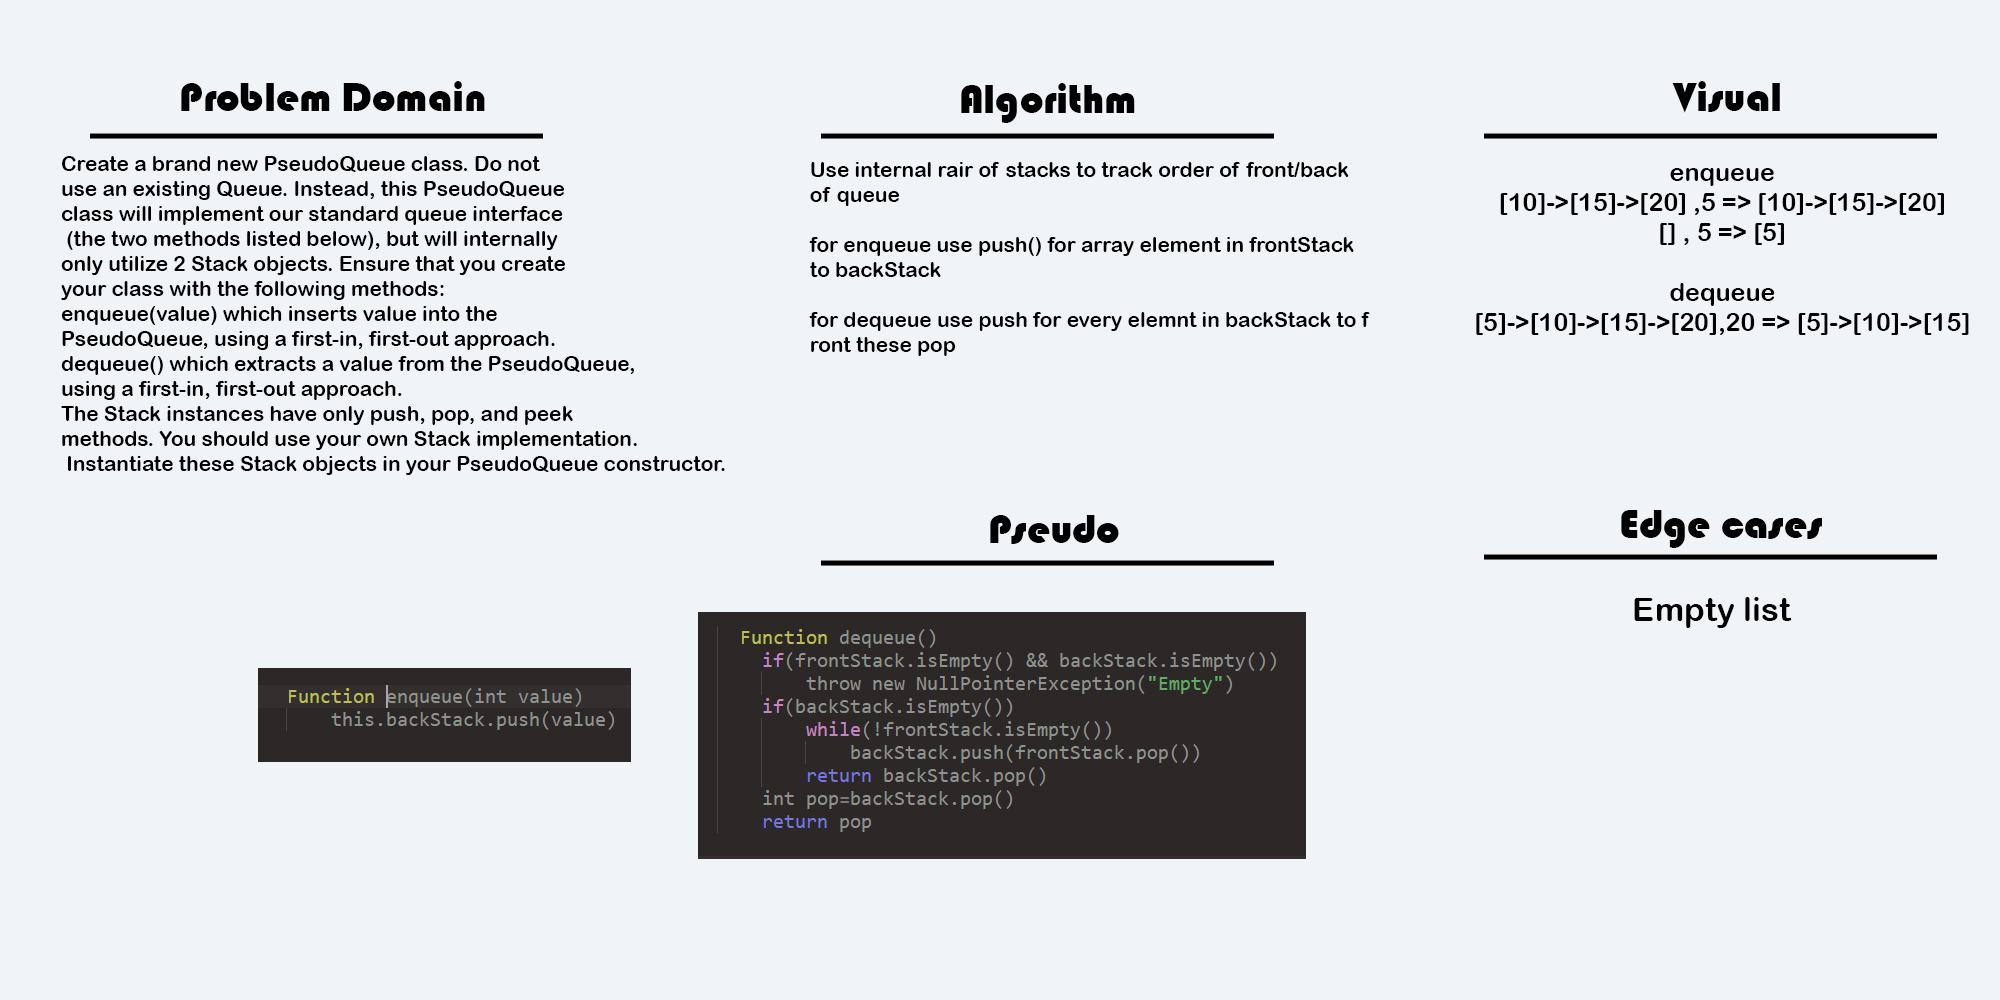 Problem Domain
Create a brand new PseudoQueue class. Do not
use an existing Queue. Instead, this PseudoQueue
class will implement our standard queue interface
(the two methods listed below), but will internally
only utilize 2 Stack objects. Ensure that you create
your class with the following methods:
enqueue(value) which inserts value into the
PseudoQueue, using a first-in, first-out approach.
dequeue() which extracts a value from the PseudoQueue,
using a first-in, first-out approach.
The Stack instances have only push, pop, and peek
methods. You should use your own Stack implementation.
Instantiate these Stack objects in your PseudoQueue constructor.
Function enqueue(int value)
this.backStack.push(value)
Algorithm
Use internal rair of stacks to track order of front/back
of queue
for enqueue use push() for array element in frontStack
to backStack
for dequeue use push for every elemnt in backStack to f
ront these pop
Pseudo
Function dequeue()
if(frontStack.isEmpty() && backStack.isEmpty())
throw new NullPointerException("Empty")
if(backStack.isEmpty())
while(!frontStack.isEmpty())
backStack.push(frontStack.pop())
return backStack.pop()
int pop=backStack.pop()
return pop
Visual
enqueue
[10]->[15]->[20] ,5 => [10]->[15]->[20]
[] , 5 => [5]
dequeue
[5]->[10]->[15]->[20],20 => [5]->[10]->[15]
Edge cases
Empty list